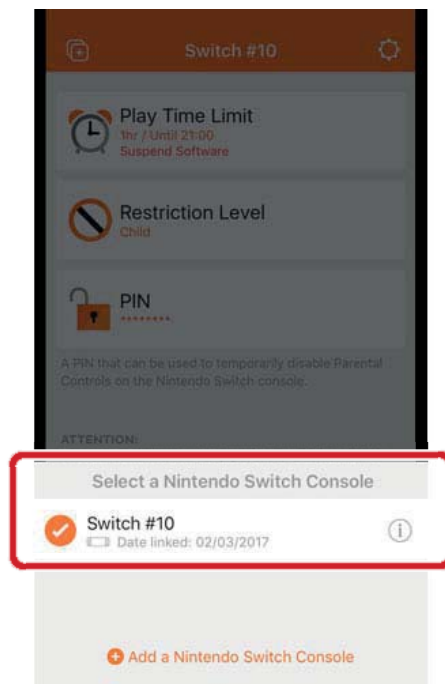 Switch #10
Play Time Limit
1hr / Until 21:00
Suspend Software
Restriction Level
Child
PIN
********
A PIN that can be used to temporarily disable Parental
Controls on the Nintendo Switch console.
ATTENTION:
Select a Nintendo Switch Console
Switch #10
Date linked: 02/03/2017
Add a Nintendo Switch Console